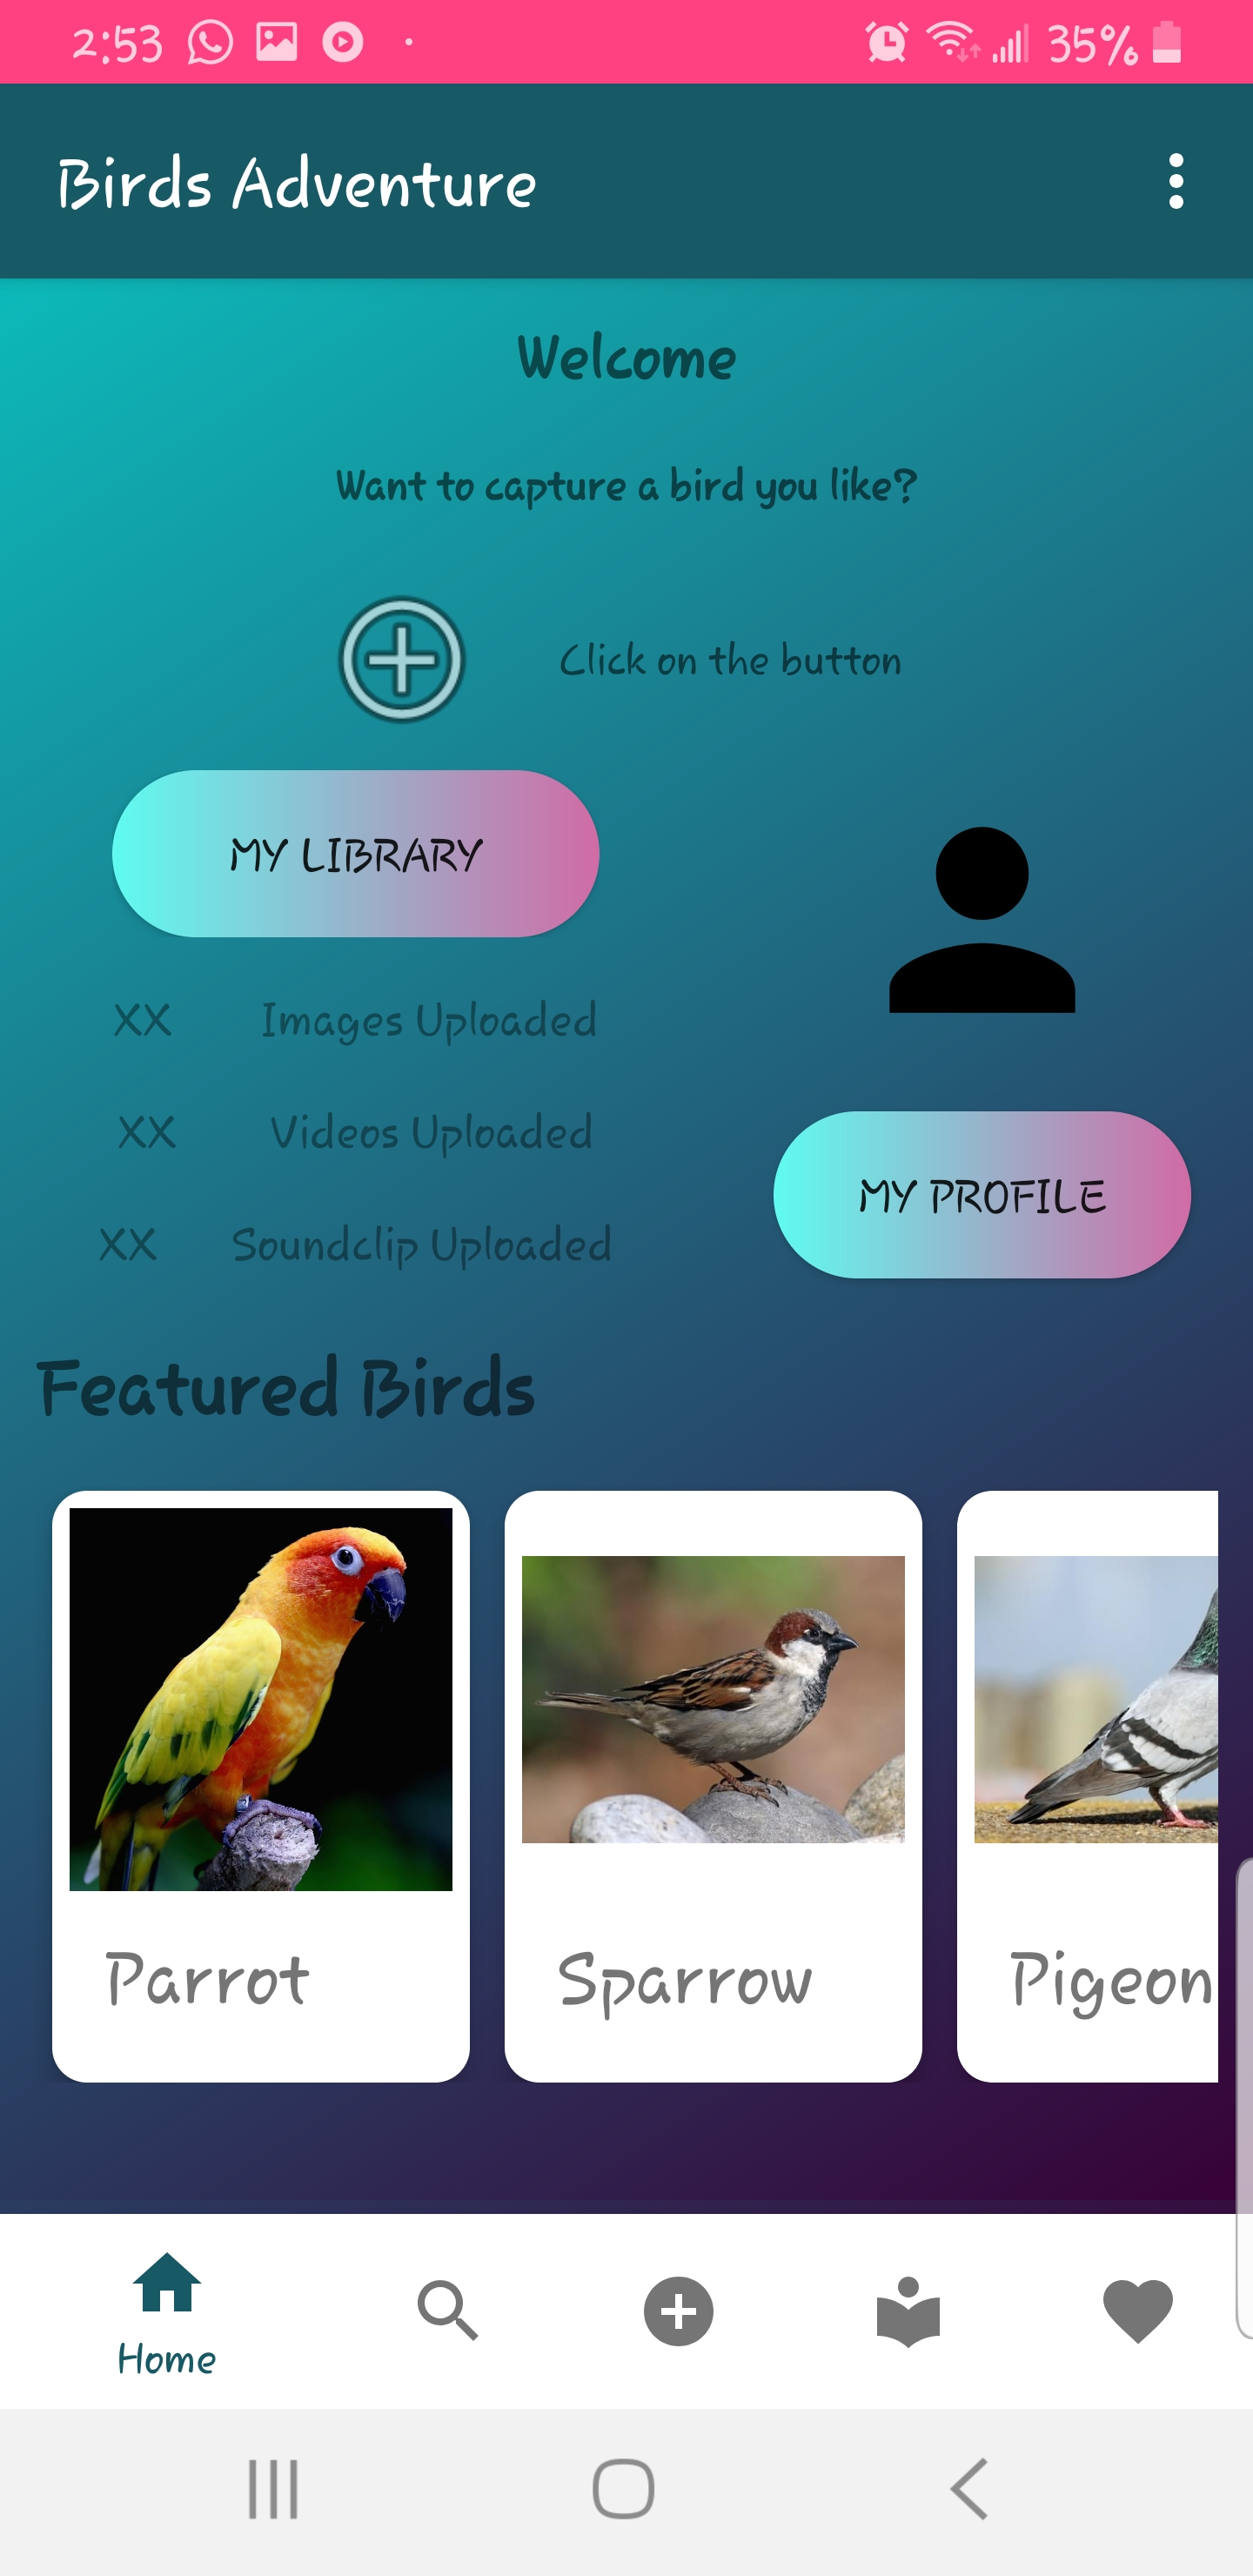 2:53
35%
Birds Adventure
Welcome
Want to capture a bird you like?
Click on the button
MY LIBRARY
XX Images Uploaded
XX Videos Uploaded
MY PROFILE
XX Soundclip Uploaded
Featured Birds
Parrot
Sparrow
Pigeon
Home